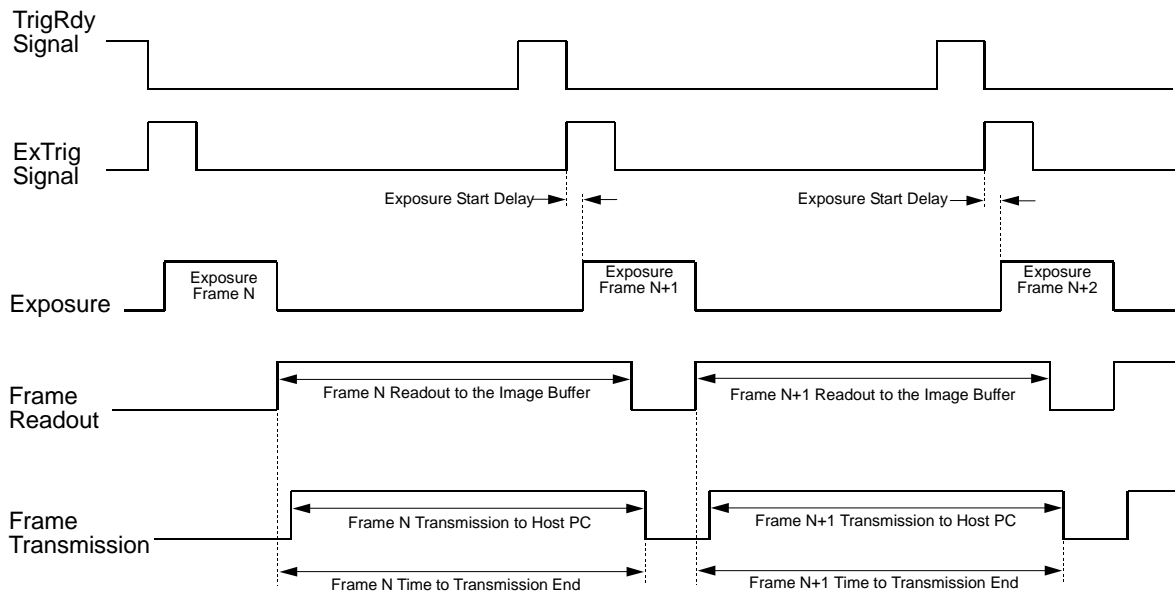 TrigRdy
Signal
ExTrig
Signal
Exposure Start Delay
Exposure Start Delay
Exposure
Exposure
Frame N
Exposure
Frame N+1
Exposure
Frame N+2
Frame
Readout
Frame N Readout to the Image Buffer
Frame N+1 Readout to the Image Buffer
Frame
Transmission
Frame N Transmission to Host PC
Frame N+1 Transmission to Host PC
Frame N Time to Transmission End
Frame N+1 Time to Transmission End